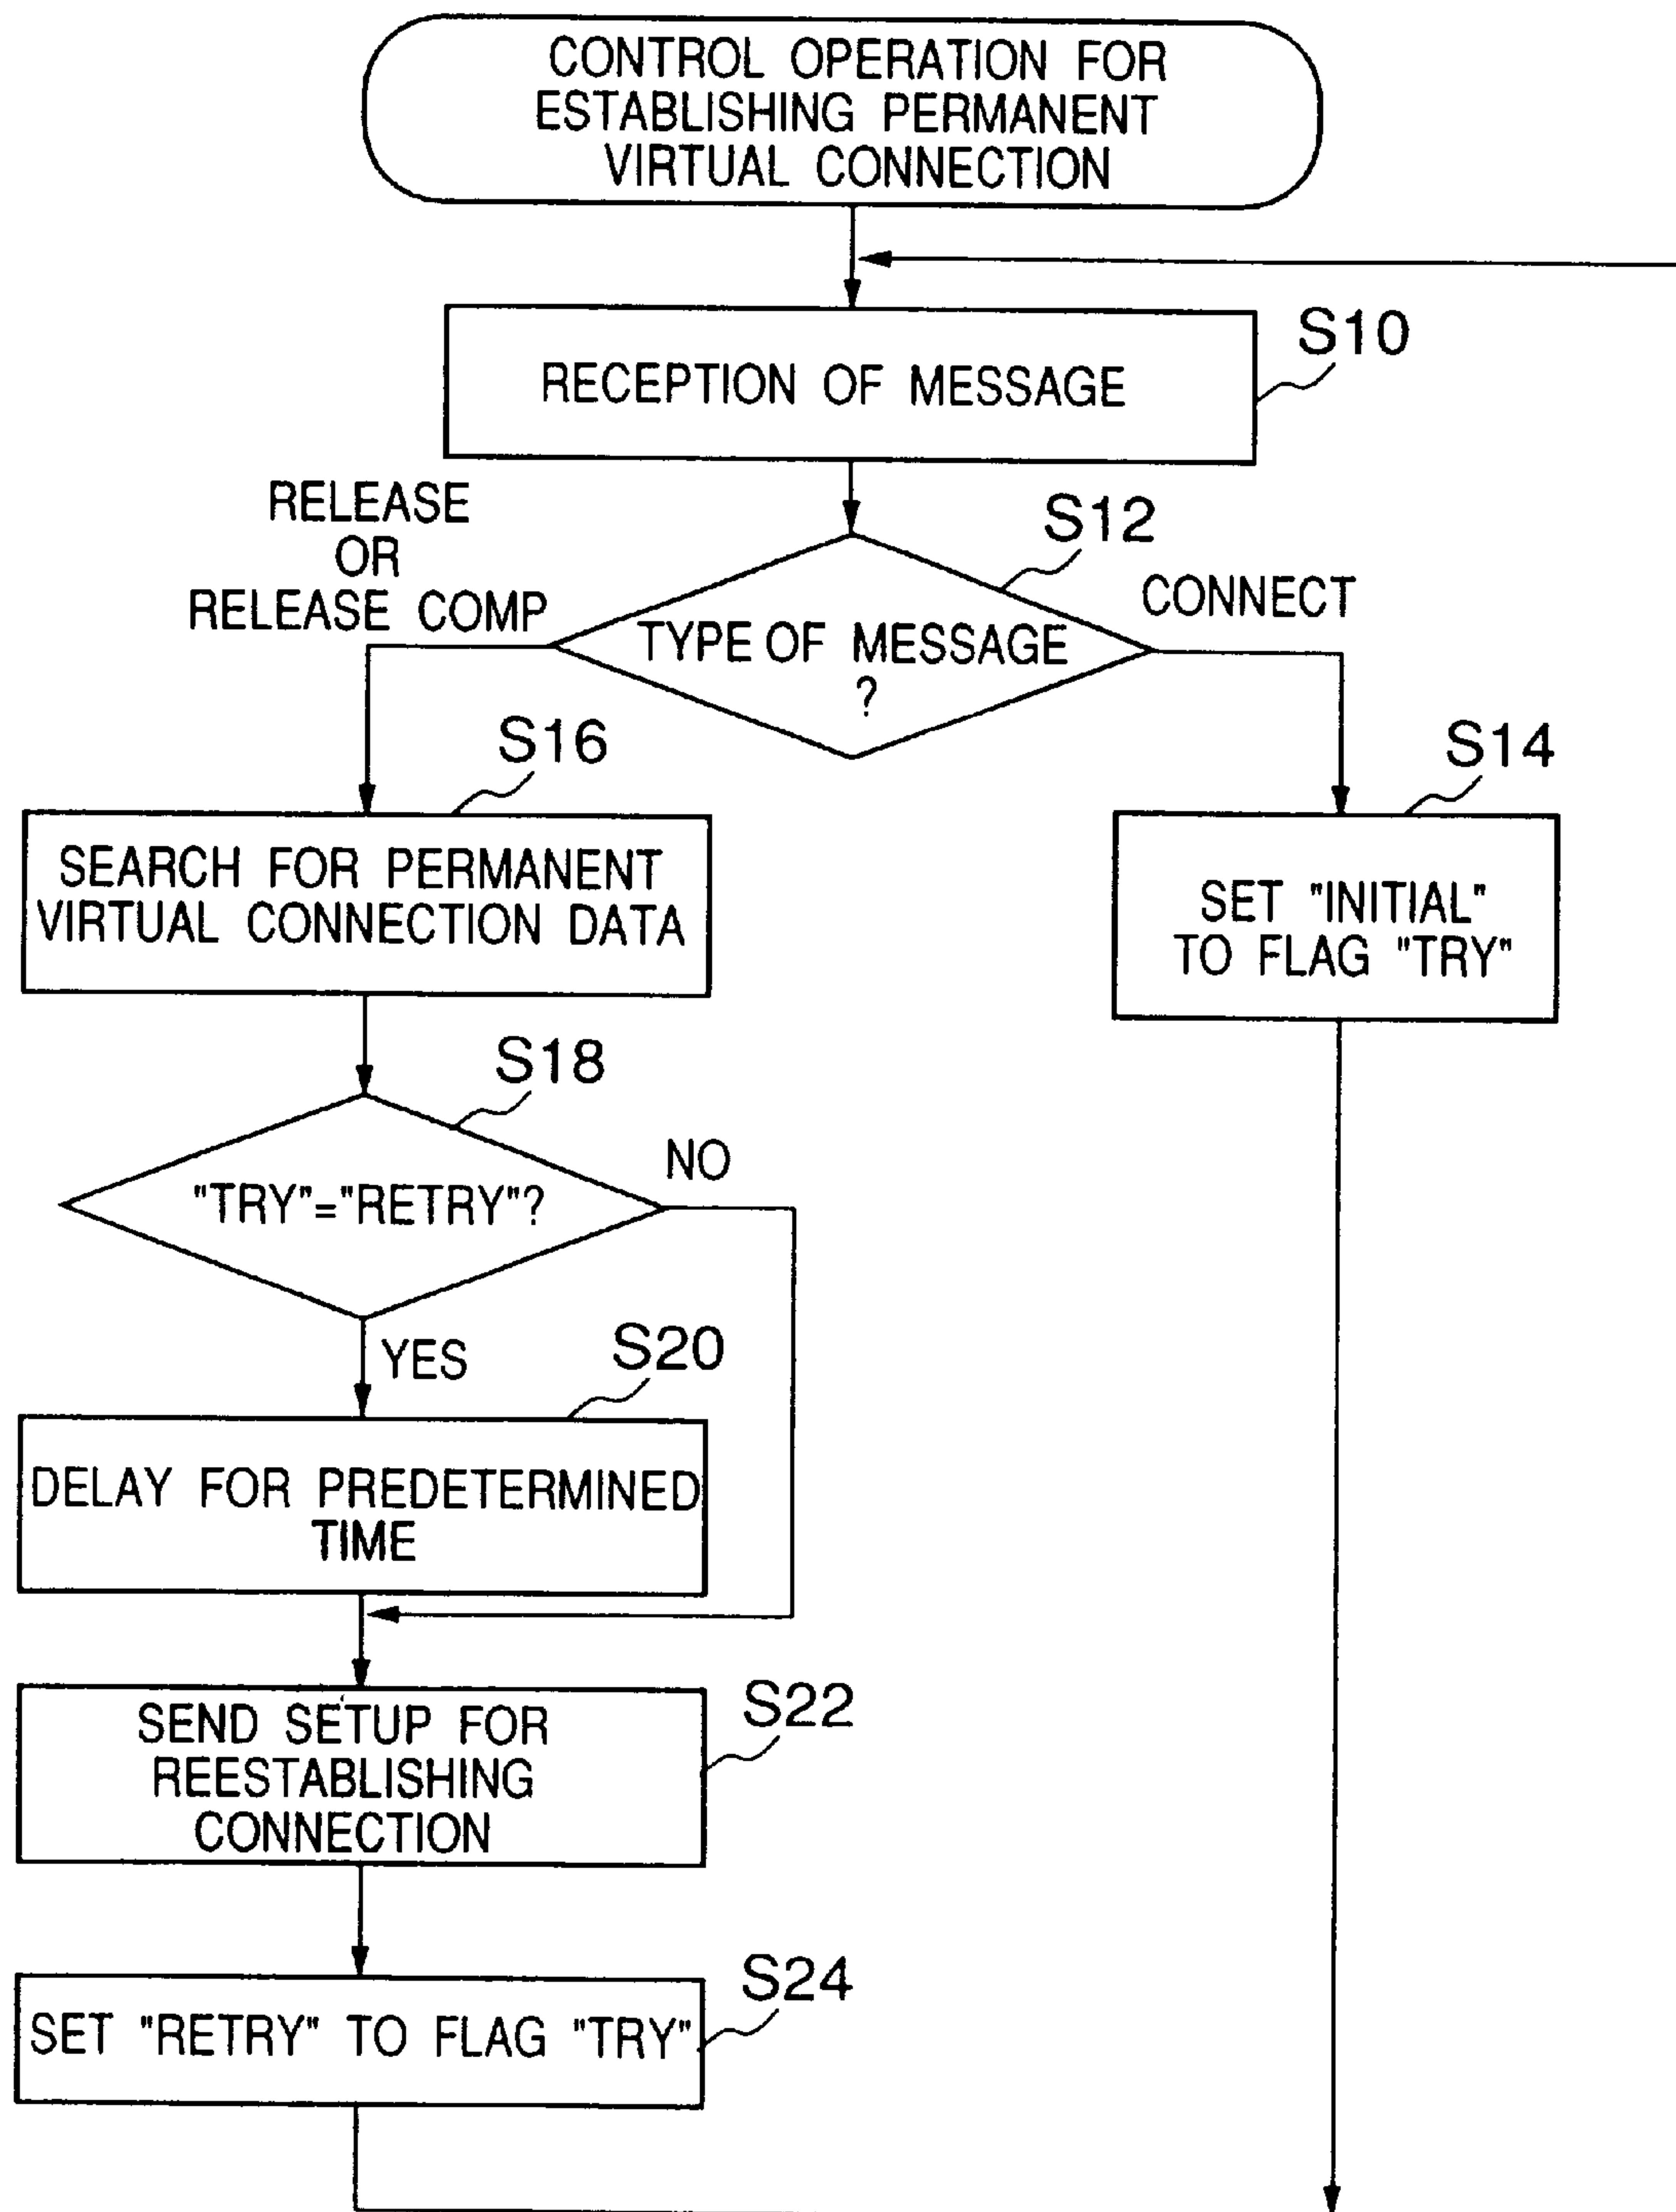 CONTROL OPERATION FOR
ESTABLISHING PERMANENT
VIRTUAL CONNECTION
S10
RECEPTION OF MESSAGE
RELEASE
OR
RELEASE COMP
S12
CONNECT
TYPE OF MESSAGE
?
S16
S14
SEARCH FOR PERMANENT
VIRTUAL CONNECTION DATA
SET "INITIAL"
TO FLAG "TRY"
S18
NO
"TRY"="RETRY"?
YES
S20
DELAY FOR PREDETERMINED
TIME
SEND SETUP FOR
REESTABLISHING
CONNECTION
S22
S24
SET "RETRY" TO FLAG "TRY"